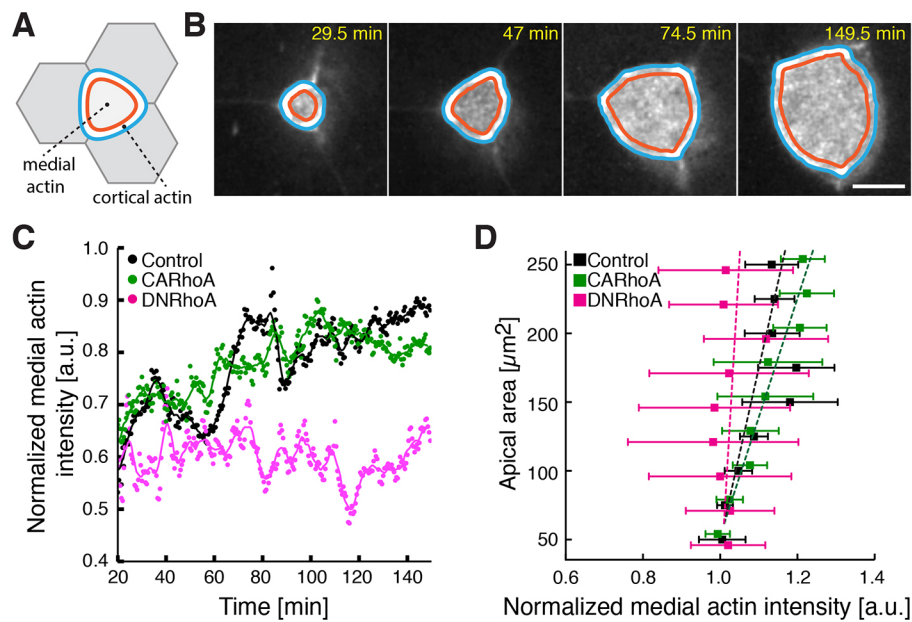 A
medial
actin
cortical actin
B
29.5 min
47 min
74.5 min
149.5 min
C
Normalized medial actin
intensity [a.u.]
1.0
0.9
0.8
0.7
0.6
0.5
0.4
Control
CARhoA
DNRhoA
20 40 60 80 100 120 140
Time [min]
D
Apical area [µm2]
250
200
150
100
50
Control
CARhoA
DNRhoA
0.6 0.8 1.0 1.2 1.4
Normalized medial actin intensity [a.u.]